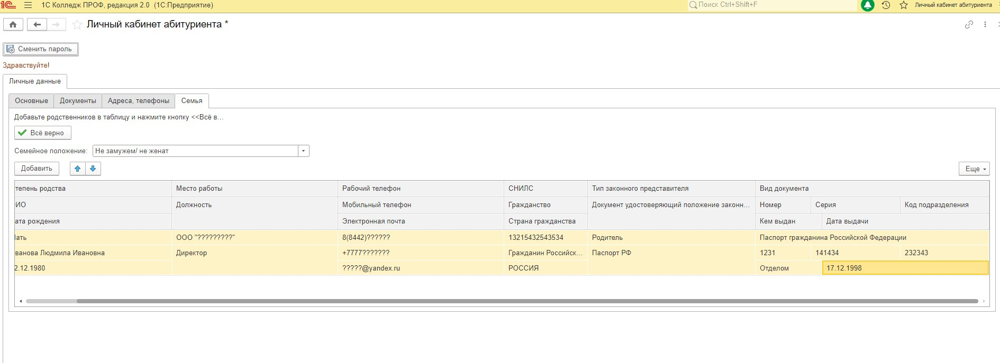 1С Колледж ПРОФ, редакция 2.0 (1С:Предприятие) Поиск Ctrl+Shift+F Личный кабинет абитуриента
Личный кабинет абитуриента *
Сменить пароль
Здравствуйте!
Личные данные
Основные Документы Адреса, телефоны Семья
Добавьте родственников в таблицу и нажмите кнопку <<Всё в...
Всё верно
Семейное положение: Не замужем/ не женат
Добавить Еще
тепень родства Место работы Рабочий телефон СНИЛС Тип законного представителя Вид документа
ИО Должность Мобильный телефон Гражданство Документ удостоверяющий положение законн... Номер Серия Код подразделения
ата рождения Электронная почта Страна гражданства Кем выдан Дата выдачи
ать ООО "?????????" 8(8442)?????? 13215432543534 Родитель Паспорт гражданина Российской Федерации
ванова Людмила Ивановна Директор +7777??????? Гражданин Российск... Паспорт РФ 1231 141434 232343
2.12.1980 ?????@yandex.ru РОССИЯ Отделом 17.12.1998